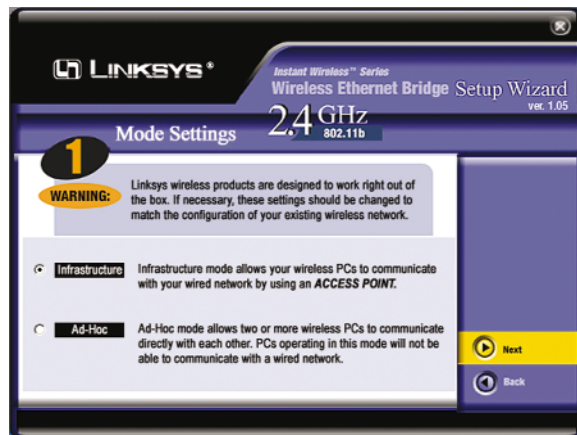 LINKSYS®
Instant Wireless™ Series
Wireless Ethernet Bridge Setup Wizard
ver. 1.05
2.4 GHz
802.11b
Mode Settings
1
WARNING:
Linksys wireless products are designed to work right out of
the box. If necessary, these settings should be changed to
match the configuration of your existing wireless network.
Infrastructure
Infrastructure mode allows your wireless PCs to communicate
with your wired network by using an ACCESS POINT.
Ad-Hoc
Ad-Hoc mode allows two or more wireless PCs to communicate
directly with each other. PCs operating in this mode will not be
able to communicate with a wired network.
Next
Back